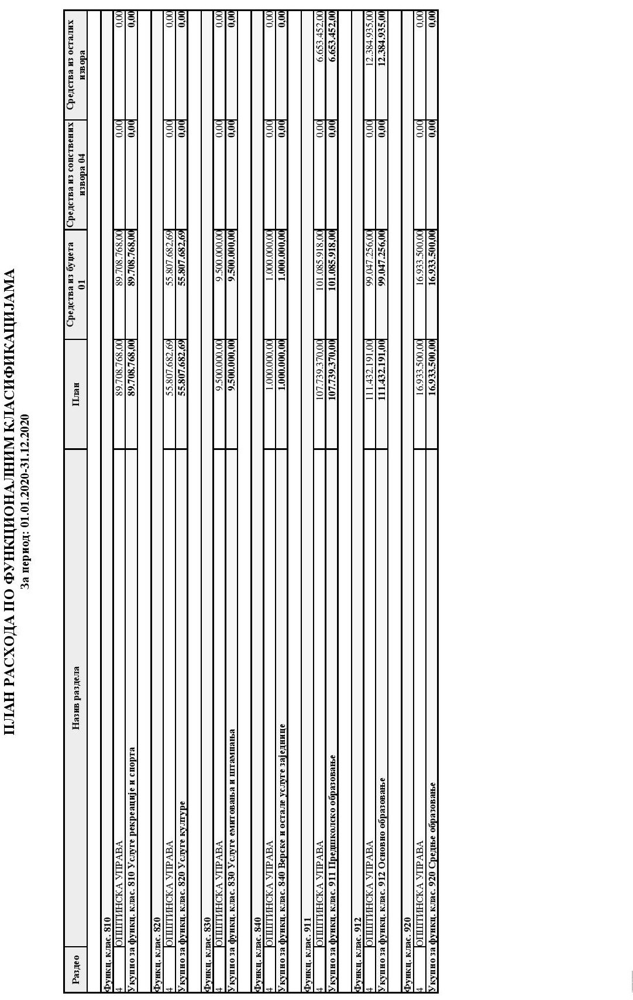 ПЛАН РАСХОДА ПО ФУНКЦИОНАЛНИМ КЛАСИФИКАЦИЈАМА
За период: 01.01.2020-31.12.2020
Раздео Назив раздела План Средства из буџета 01 Средства из сопствених извора 04 Средства из осталих извора
Функц. клас. 810
4 ОПШТИНСКА УПРАВА 89.708.768,00 89.708.768,00 0,00 0,00
Укупно за функц. клас. 810 Услуге рекреације и спорта 89.708.768,00 89.708.768,00 0,00 0,00
Функц. клас. 820
4 ОПШТИНСКА УПРАВА 55.807.682,69 55.807.682,69 0,00 0,00
Укупно за функц. клас. 820 Услуге културе 55.807.682,69 55.807.682,69 0,00 0,00
Функц. клас. 830
4 ОПШТИНСКА УПРАВА 9.500.000,00 9.500.000,00 0,00 0,00
Укупно за функц. клас. 830 Услуге емитовања и штампања 9.500.000,00 9.500.000,00 0,00 0,00
Функц. клас. 840
4 ОПШТИНСКА УПРАВА 1.000.000,00 1.000.000,00 0,00 0,00
Укупно за функц. клас. 840 Верске и остале услуге заједнице 1.000.000,00 1.000.000,00 0,00 0,00
Функц. клас. 911
4 ОПШТИНСКА УПРАВА 107.739.370,00 101.085.918,00 0,00 6.653.452,00
Укупно за функц. клас. 911 Предшколско образовање 107.739.370,00 101.085.918,00 0,00 6.653.452,00
Функц. клас. 912
4 ОПШТИНСКА УПРАВА 111.432.191,00 99.047.256,00 0,00 12.384.935,00
Укупно за функц. клас. 912 Основно образовање 111.432.191,00 99.047.256,00 0,00 12.384.935,00
Функц. клас. 920
4 ОПШТИНСКА УПРАВА 16.933.500,00 16.933.500,00 0,00 0,00
Укупно за функц. клас. 920 Средње образовање 16.933.500,00 16.933.500,00 0,00 0,00